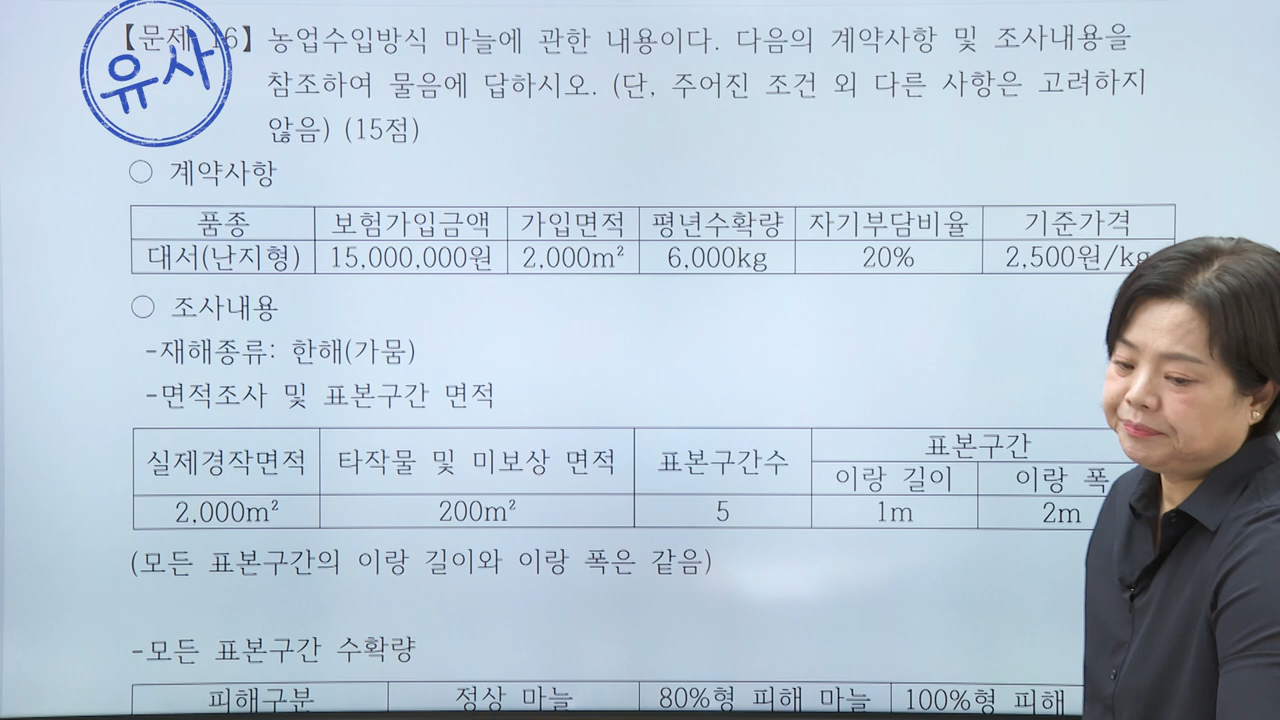 유사
【문제 16】 농업수입방식 마늘에 관한 내용이다. 다음의 계약사항 및 조사내용을
참조하여 물음에 답하시오. (단, 주어진 조건 외 다른 사항은 고려하지
않음) (15점)
○ 계약사항
품종 보험가입금액 가입면적 평년수확량 자기부담비율 기준가격
대서(난지형) 15,000,000원 2,000m² 6,000kg 20% 2,500원/kg
○ 조사내용
-재해종류: 한해(가뭄)
-면적조사 및 표본구간 면적
실제경작면적 타작물 및 미보상 면적 표본구간수 표본구간
이랑 길이 이랑 폭
2,000m² 200m² 5 1m 2m
(모든 표본구간의 이랑 길이와 이랑 폭은 같음)
-모든 표본구간 수확량
피해구분 정상 마늘 80%형 피해 마늘 100%형 피해